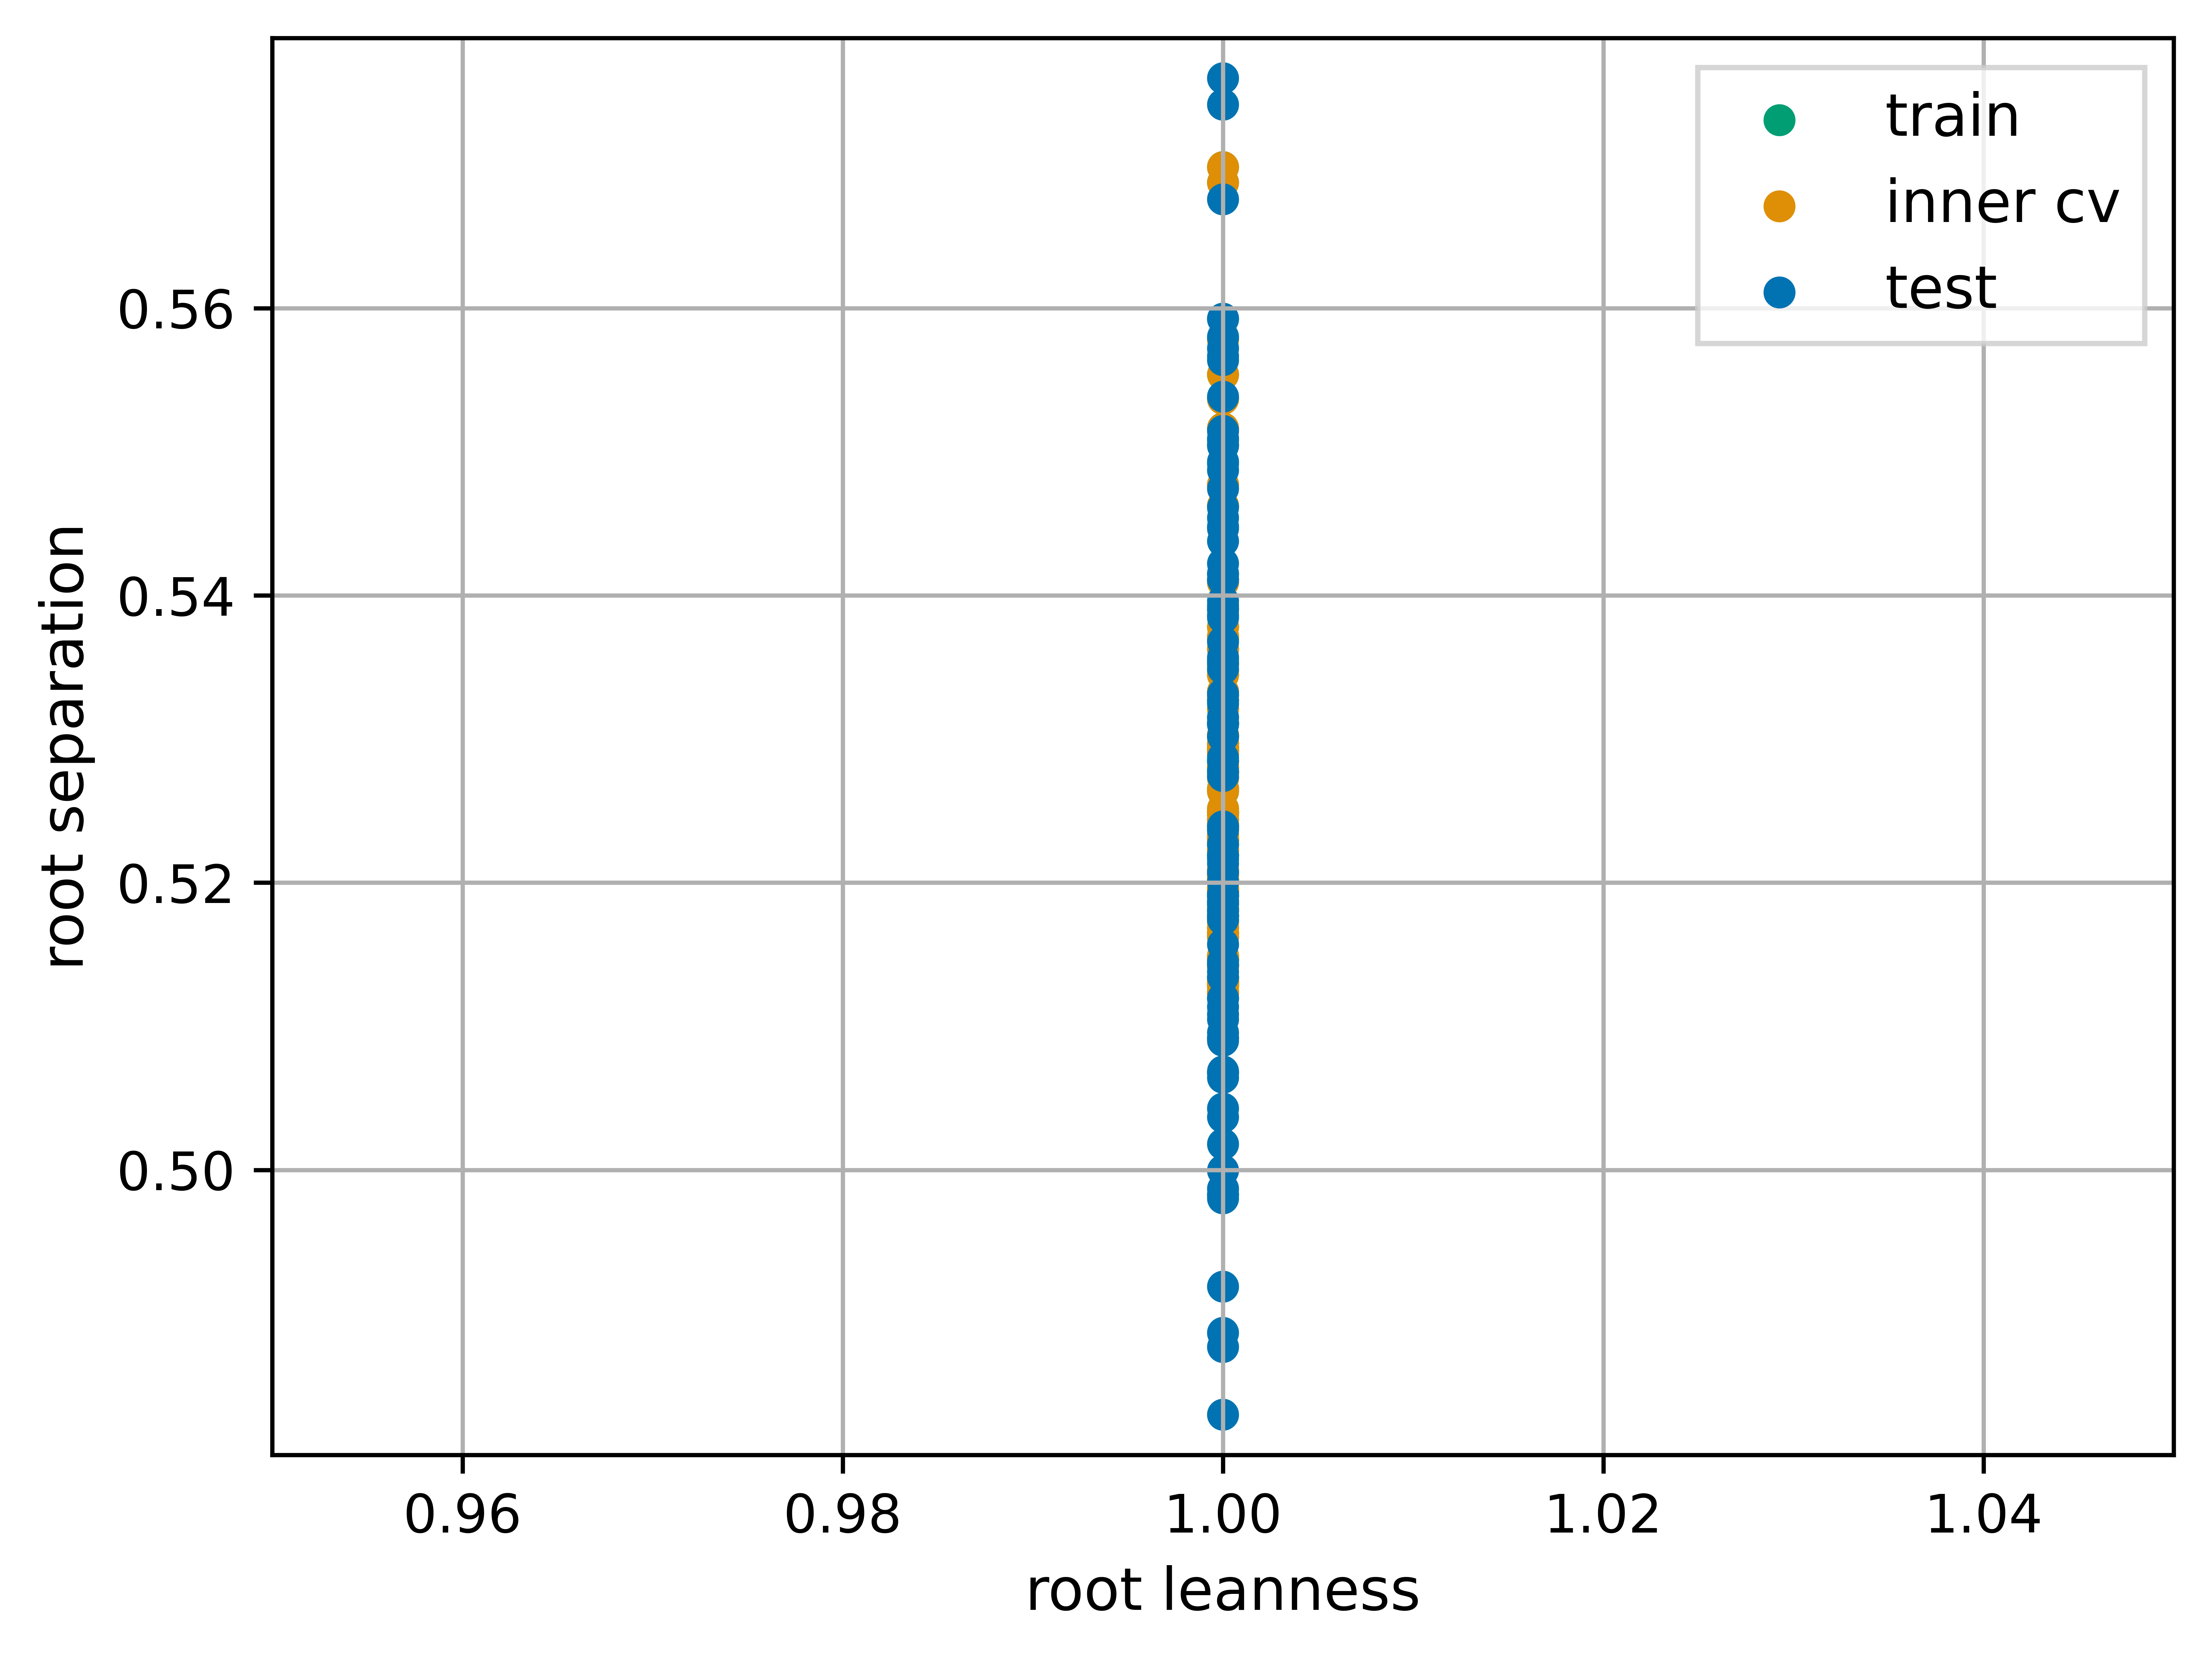 train
inner cv
test
0.56
0.54
0.52
0.50
root separation
0.96 0.98 1.00 1.02 1.04
root leanness